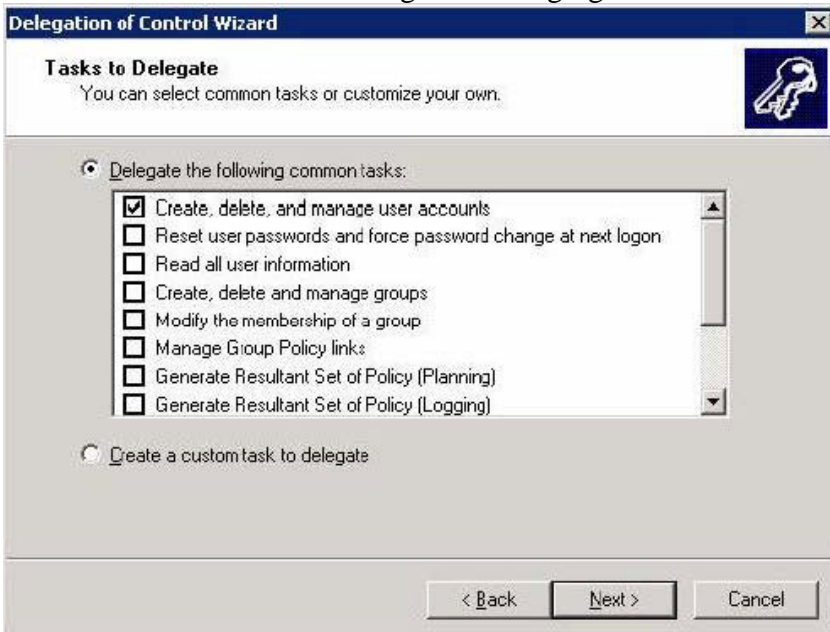 Delegation of Control Wizard
Tasks to Delegate
You can select common tasks or customize your own.
Delegate the following common tasks:
Create, delete, and manage user accounts
Reset user passwords and force password change at next logon
Read all user information
Create, delete and manage groups
Modify the membership of a group
Manage Group Policy links
Generate Resultant Set of Policy (Planning)
Generate Resultant Set of Policy (Logging)
Create a custom task to delegate
< Back Next > Cancel